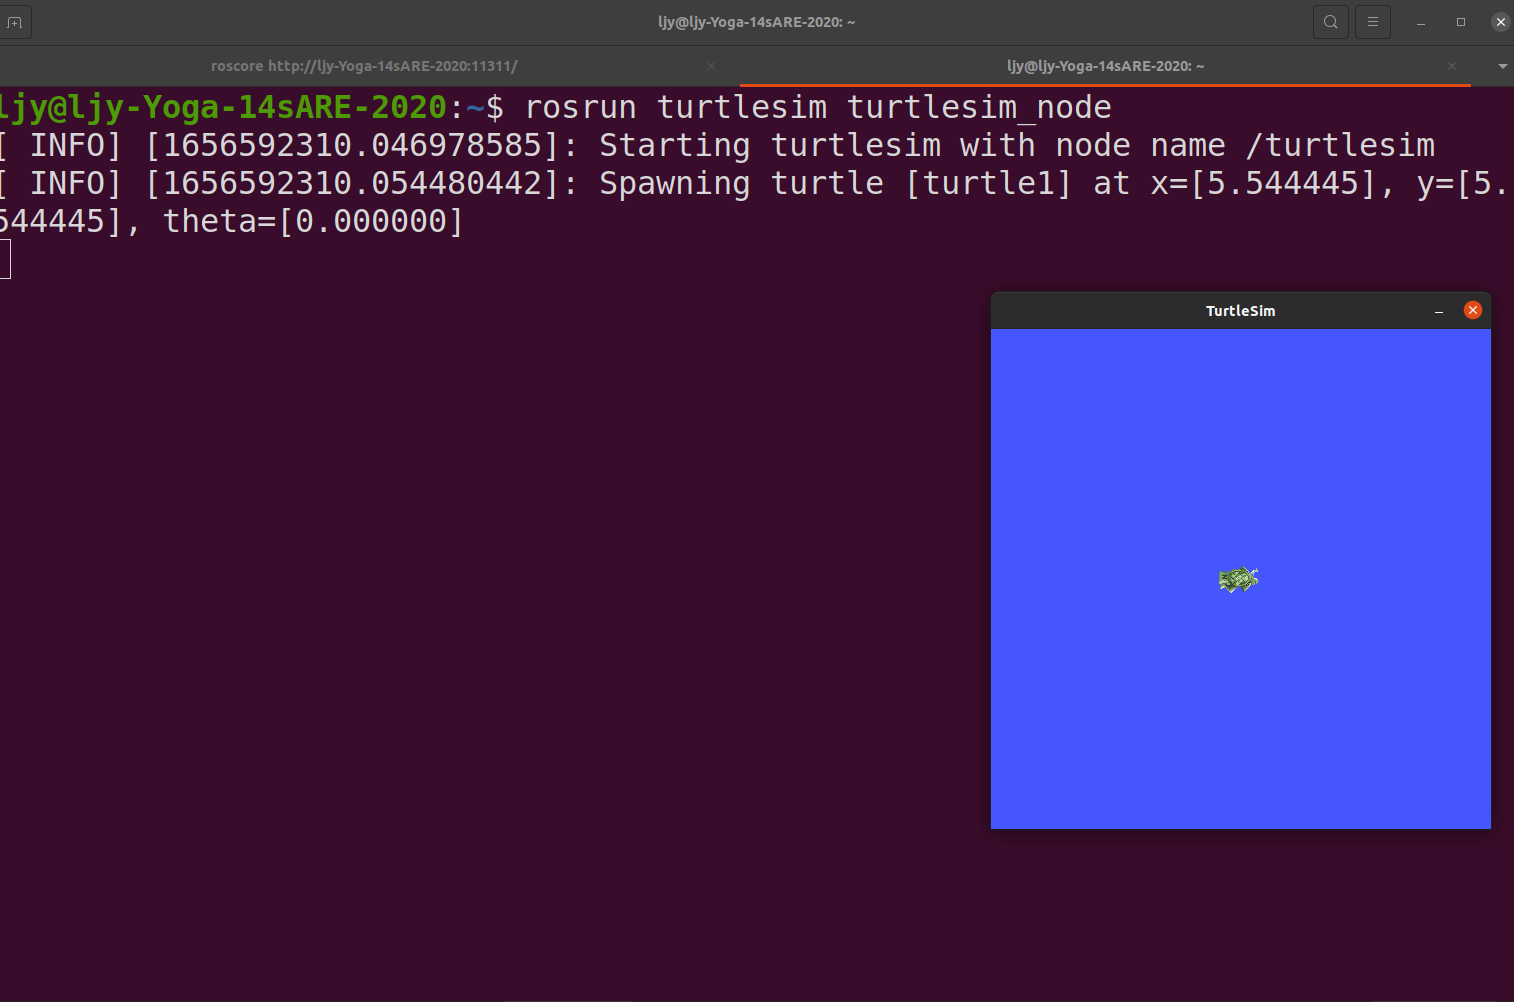 ljy@ljy-Yoga-14sARE-2020: ~
roscore http://ljy-Yoga-14sARE-2020:11311/
ljy@ljy-Yoga-14sARE-2020: ~
ljy@ljy-Yoga-14sARE-2020:~$ rosrun turtlesim turtlesim_node
[ INFO] [1656592310.046978585]: Starting turtlesim with node name /turtlesim
[ INFO] [1656592310.054480442]: Spawning turtle [turtle1] at x=[5.544445], y=[5.
544445], theta=[0.000000]
TurtleSim